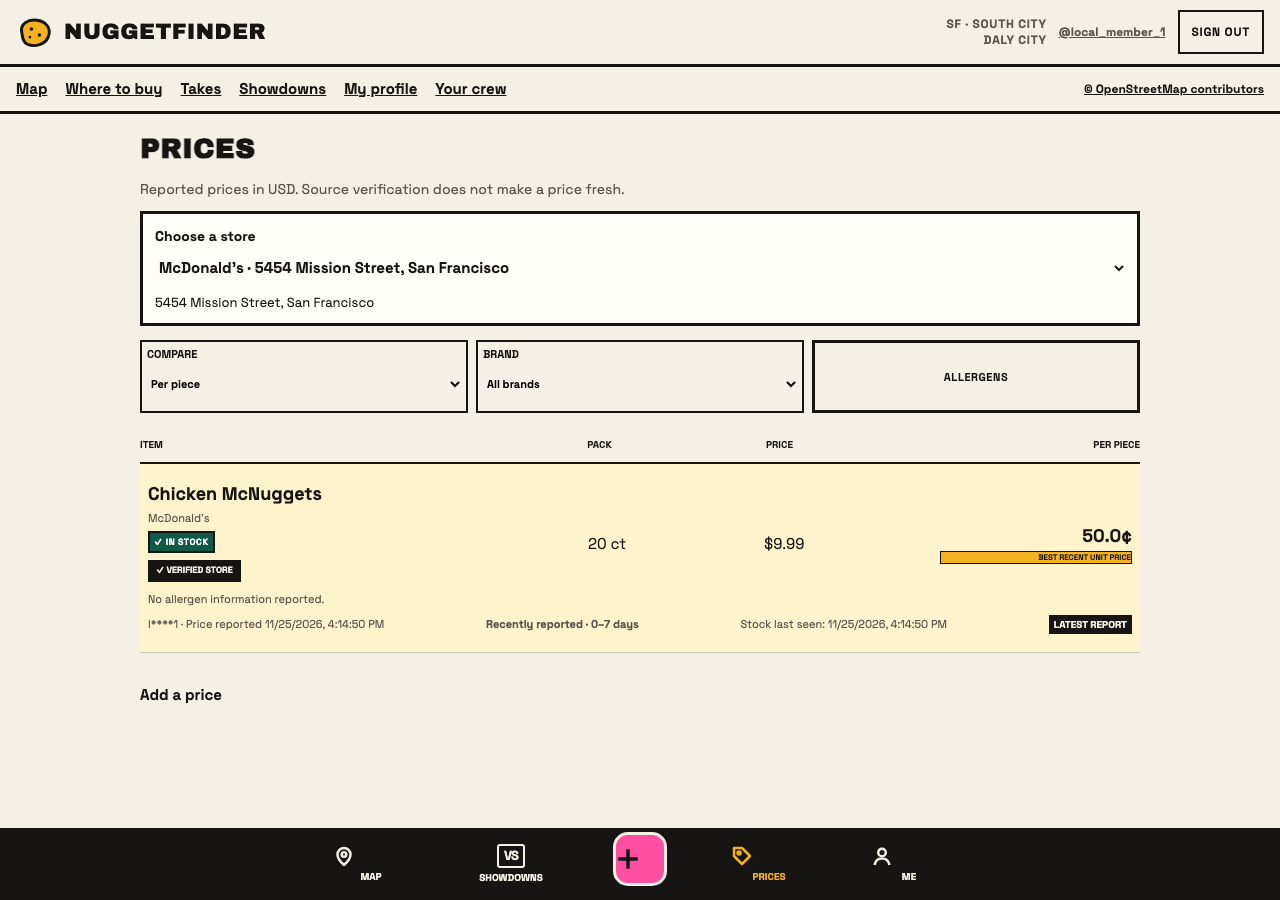 NUGGETFINDER
SF · SOUTH CITY
DALY CITY
@local_member_1
SIGN OUT
Map Where to buy Takes Showdowns My profile Your crew
© OpenStreetMap contributors
PRICES
Reported prices in USD. Source verification does not make a price fresh.
Choose a store
McDonald's · 5454 Mission Street, San Francisco
5454 Mission Street, San Francisco
COMPARE
Per piece
BRAND
All brands
ALLERGENS
ITEM PACK PRICE PER PIECE
Chicken McNuggets
McDonald's
✓ IN STOCK
✓ VERIFIED STORE
20 ct
$9.99
50.0¢
BEST RECENT UNIT PRICE
No allergen information reported.
l****1 · Price reported 11/25/2026, 4:14:50 PM
Recently reported · 0–7 days
Stock last seen: 11/25/2026, 4:14:50 PM
LATEST REPORT
Add a price
MAP
VS
SHOWDOWNS
+
PRICES
ME